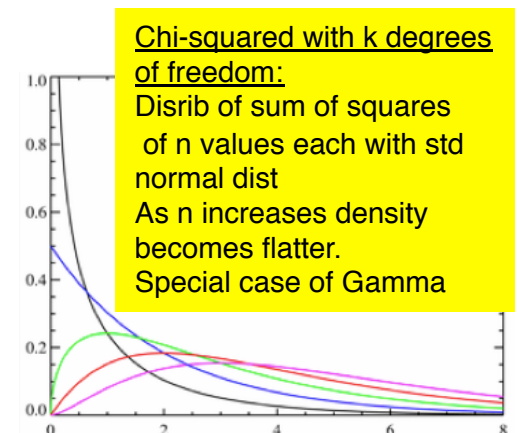 Chi-squared with k degrees
of freedom:
Disrib of sum of squares
of n values each with std
normal dist
As n increases density
becomes flatter.
Special case of Gamma
1.0
0.8
0.6
0.4
0.2
0.0
0 2 4 6 8